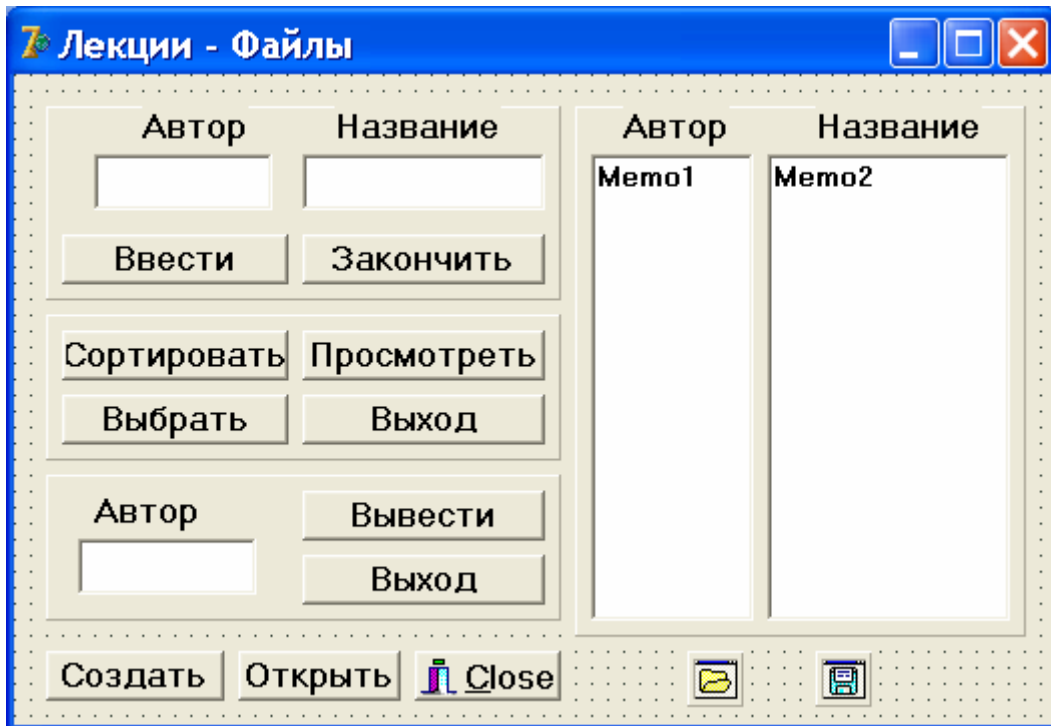 Лекции - Файлы
Автор Название
Ввести Закончить
Сортировать Просмотреть
Выбрать Выход
Автор
Вывести
Выход
Создать Открыть Close
Автор Название
Memo1 Memo2